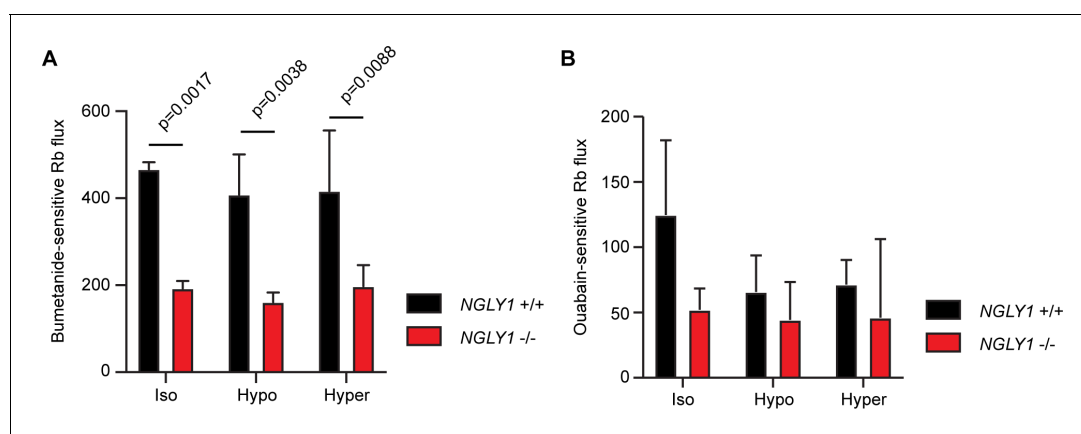 A
p=0.0017
p=0.0038
p=0.0088
Bumetanide-sensitive Rb flux
600
400
200
0
Iso
Hypo
Hyper
NGLY1 +/+
NGLY1 -/-
B
Ouabain-sensitive Rb flux
200
150
100
50
0
Iso
Hypo
Hyper
NGLY1 +/+
NGLY1 -/-